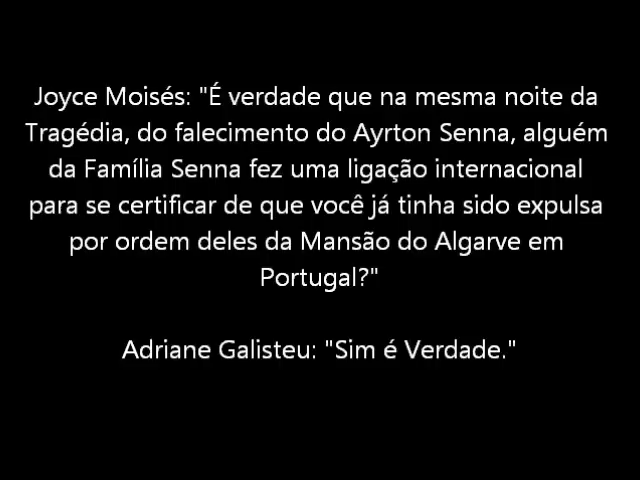 Joyce Moisés: "É verdade que na mesma noite da
Tragédia, do falecimento do Ayrton Senna, alguém
da Família Senna fez uma ligação internacional
para se certificar de que você já tinha sido expulsa
por ordem deles da Mansão do Algarve em
Portugal?"
Adriane Galisteu: "Sim é Verdade."